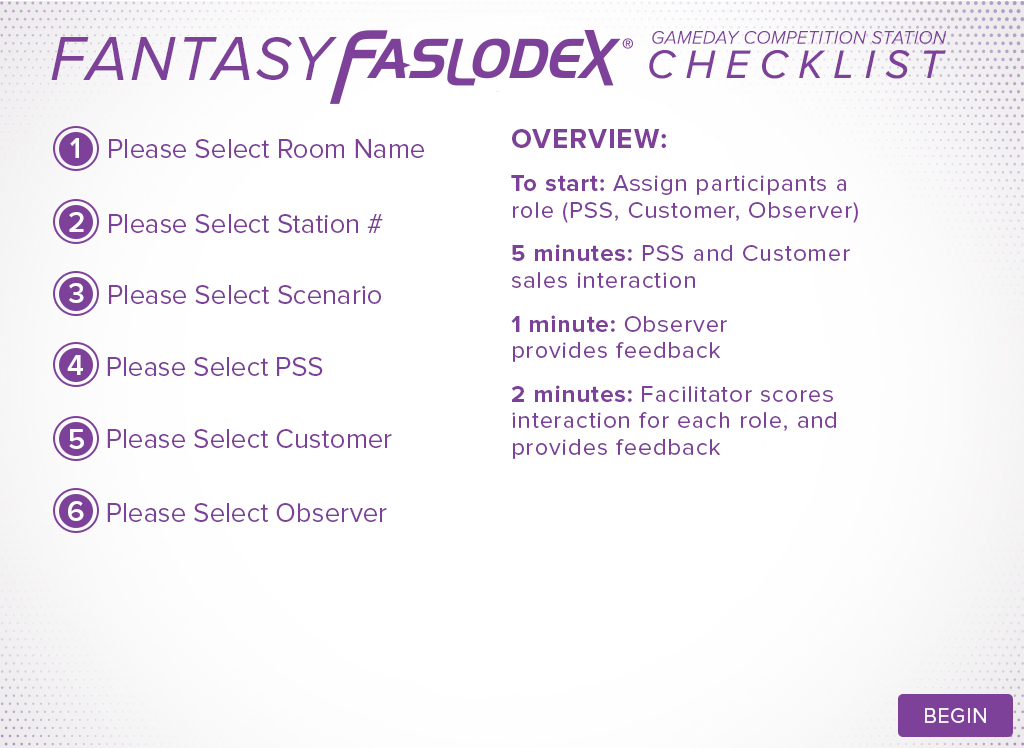 FANTASY FASLODEX® GAMEDAY COMPETITION STATION
CHECKLIST
1 Please Select Room Name
2 Please Select Station #
3 Please Select Scenario
4 Please Select PSS
5 Please Select Customer
6 Please Select Observer
OVERVIEW:
To start: Assign participants a
role (PSS, Customer, Observer)
5 minutes: PSS and Customer
sales interaction
1 minute: Observer
provides feedback
2 minutes: Facilitator scores
interaction for each role, and
provides feedback
BEGIN